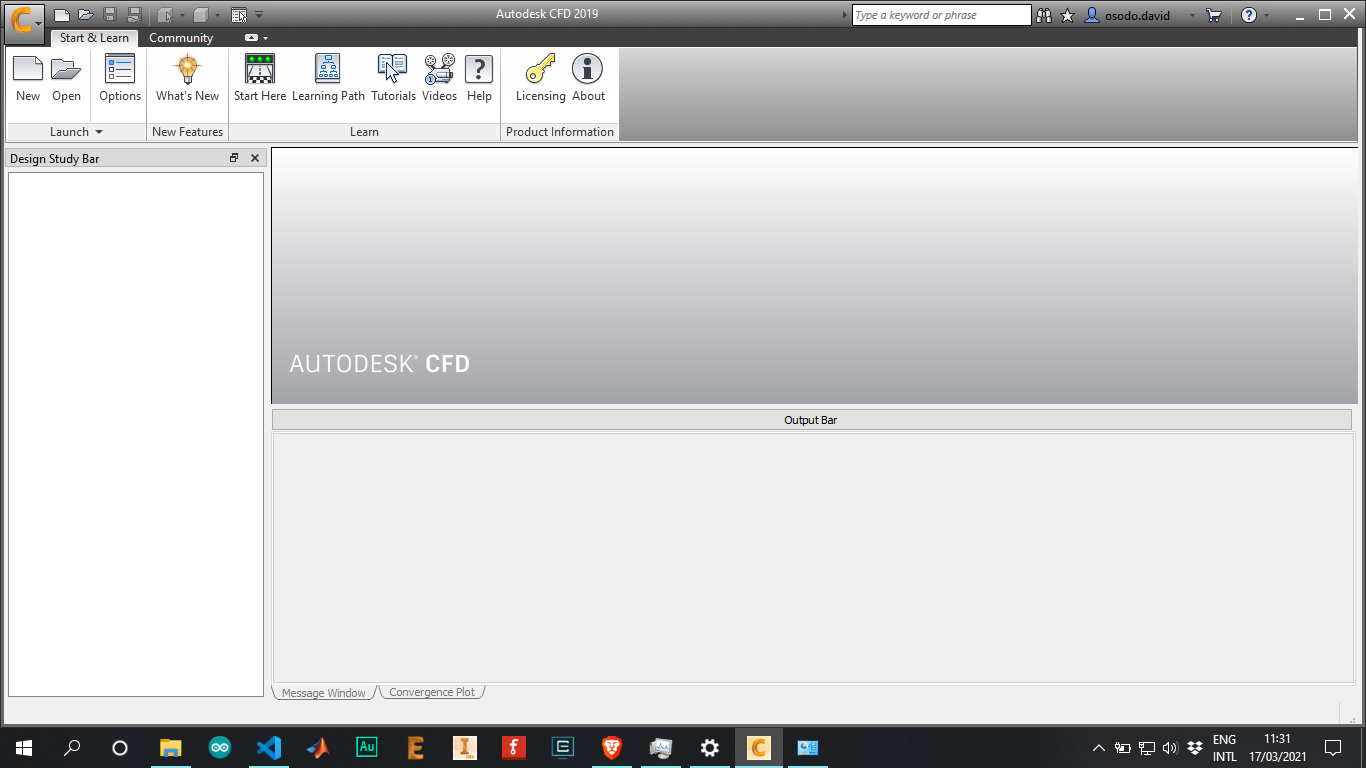 Autodesk CFD 2019
Type a keyword or phrase
osodo.david
Start & Learn
Community
New
Open
Options
What's New
Start Here
Learning Path
Tutorials
Videos
Help
Licensing
About
Launch
New Features
Learn
Product Information
Design Study Bar
AUTODESK® CFD
Output Bar
Message Window
Convergence Plot
Au
ENG
INTL
11:31
17/03/2021